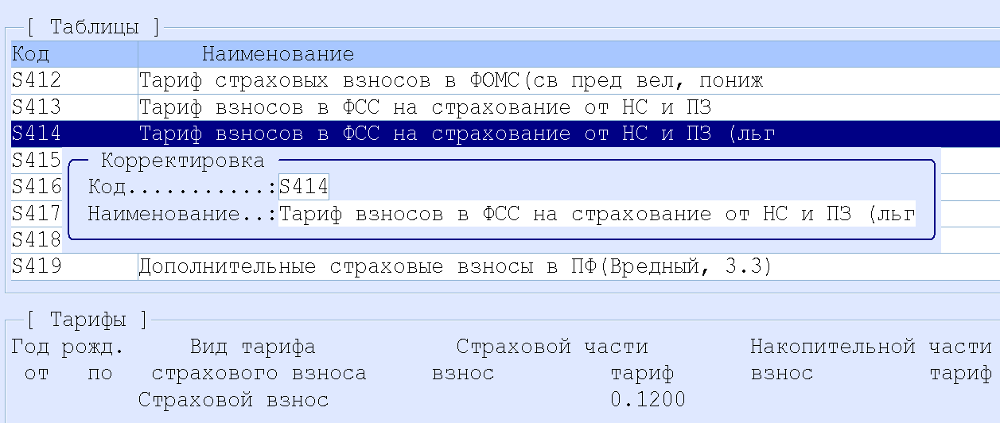 [ Таблицы ]
Код Наименование
S412 Тариф страховых взносов в ФОМС(св пред вел, пониж
S413 Тариф взносов в ФСС на страхование от НС и ПЗ
S414 Тариф взносов в ФСС на страхование от НС и ПЗ (льг
S415 Корректировка
S416 Код...........:S414
S417 Наименование..:Тариф взносов в ФСС на страхование от НС и ПЗ (льг
S418
S419 Дополнительные страховые взносы в ПФ(Вредный, 3.3)
[ Тарифы ]
Год рожд. Вид тарифа Страховой части Накопительной части
от по страхового взноса взнос тариф взнос тариф
Страховой взнос 0.1200